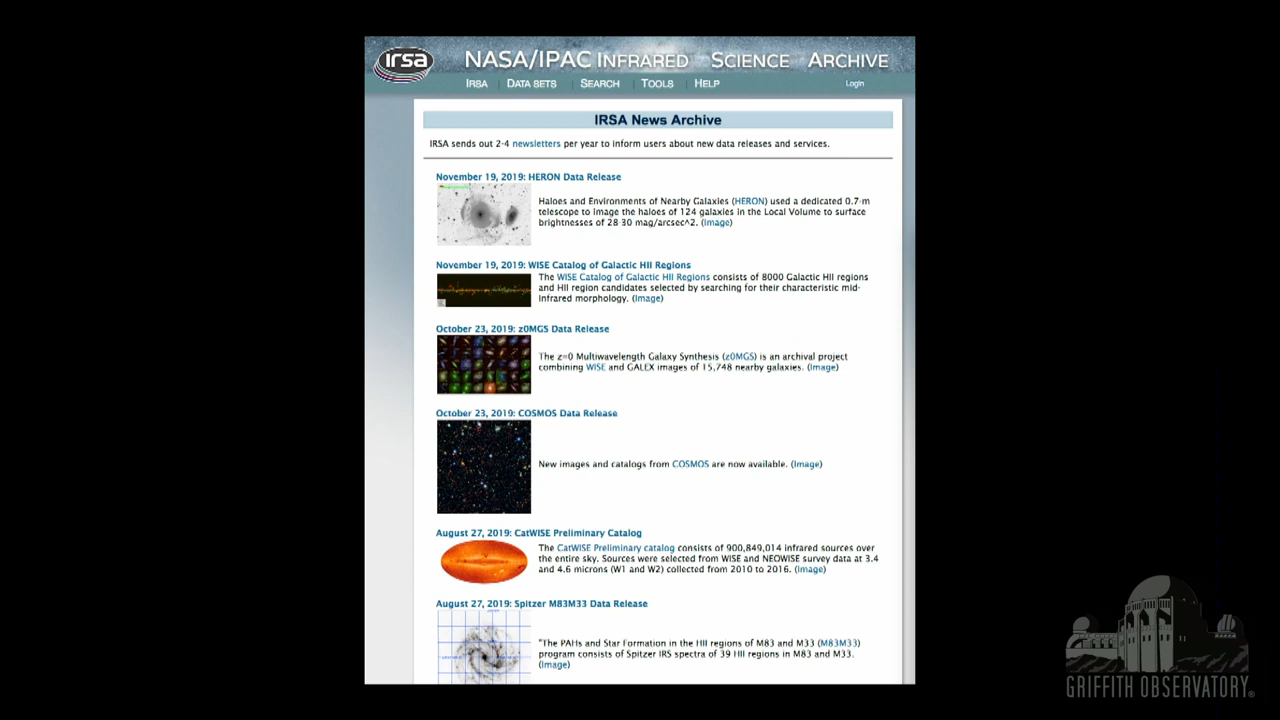 irsa
NASA/IPAC INFRARED SCIENCE ARCHIVE
IRSA DATA SETS SEARCH TOOLS HELP Login
IRSA News Archive
IRSA sends out 2-4 newsletters per year to inform users about new data releases and services.
November 19, 2019: HERON Data Release
Haloes and Environments of Nearby Galaxies (HERON) used a dedicated 0.7-m
telescope to image the haloes of 124 galaxies in the Local Volume to surface
brightnesses of 28-30 mag/arcsec^2. (Image)
November 19, 2019: WISE Catalog of Galactic HII Regions
The WISE Catalog of Galactic HII Regions consists of 8000 Galactic HII regions
and HII region candidates selected by searching for their characteristic mid-
infrared morphology. (Image)
October 23, 2019: z0MGS Data Release
The z=0 Multiwavelength Galaxy Synthesis (z0MGS) is an archival project
combining WISE and GALEX images of 15,748 nearby galaxies. (Image)
October 23, 2019: COSMOS Data Release
New images and catalogs from COSMOS are now available. (Image)
August 27, 2019: CatWISE Preliminary Catalog
The CatWISE Preliminary catalog consists of 900,849,014 infrared sources over
the entire sky. Sources were selected from WISE and NEOWISE survey data at 3.4
and 4.6 microns (W1 and W2) collected from 2010 to 2016. (Image)
August 27, 2019: Spitzer M83M33 Data Release
"The PAHs and Star Formation in the HII regions of M83 and M33 (M83M33)
program consists of Spitzer IRS spectra of 39 HII regions in M83 and M33.
(Image)
GRIFFITH OBSERVATORY®